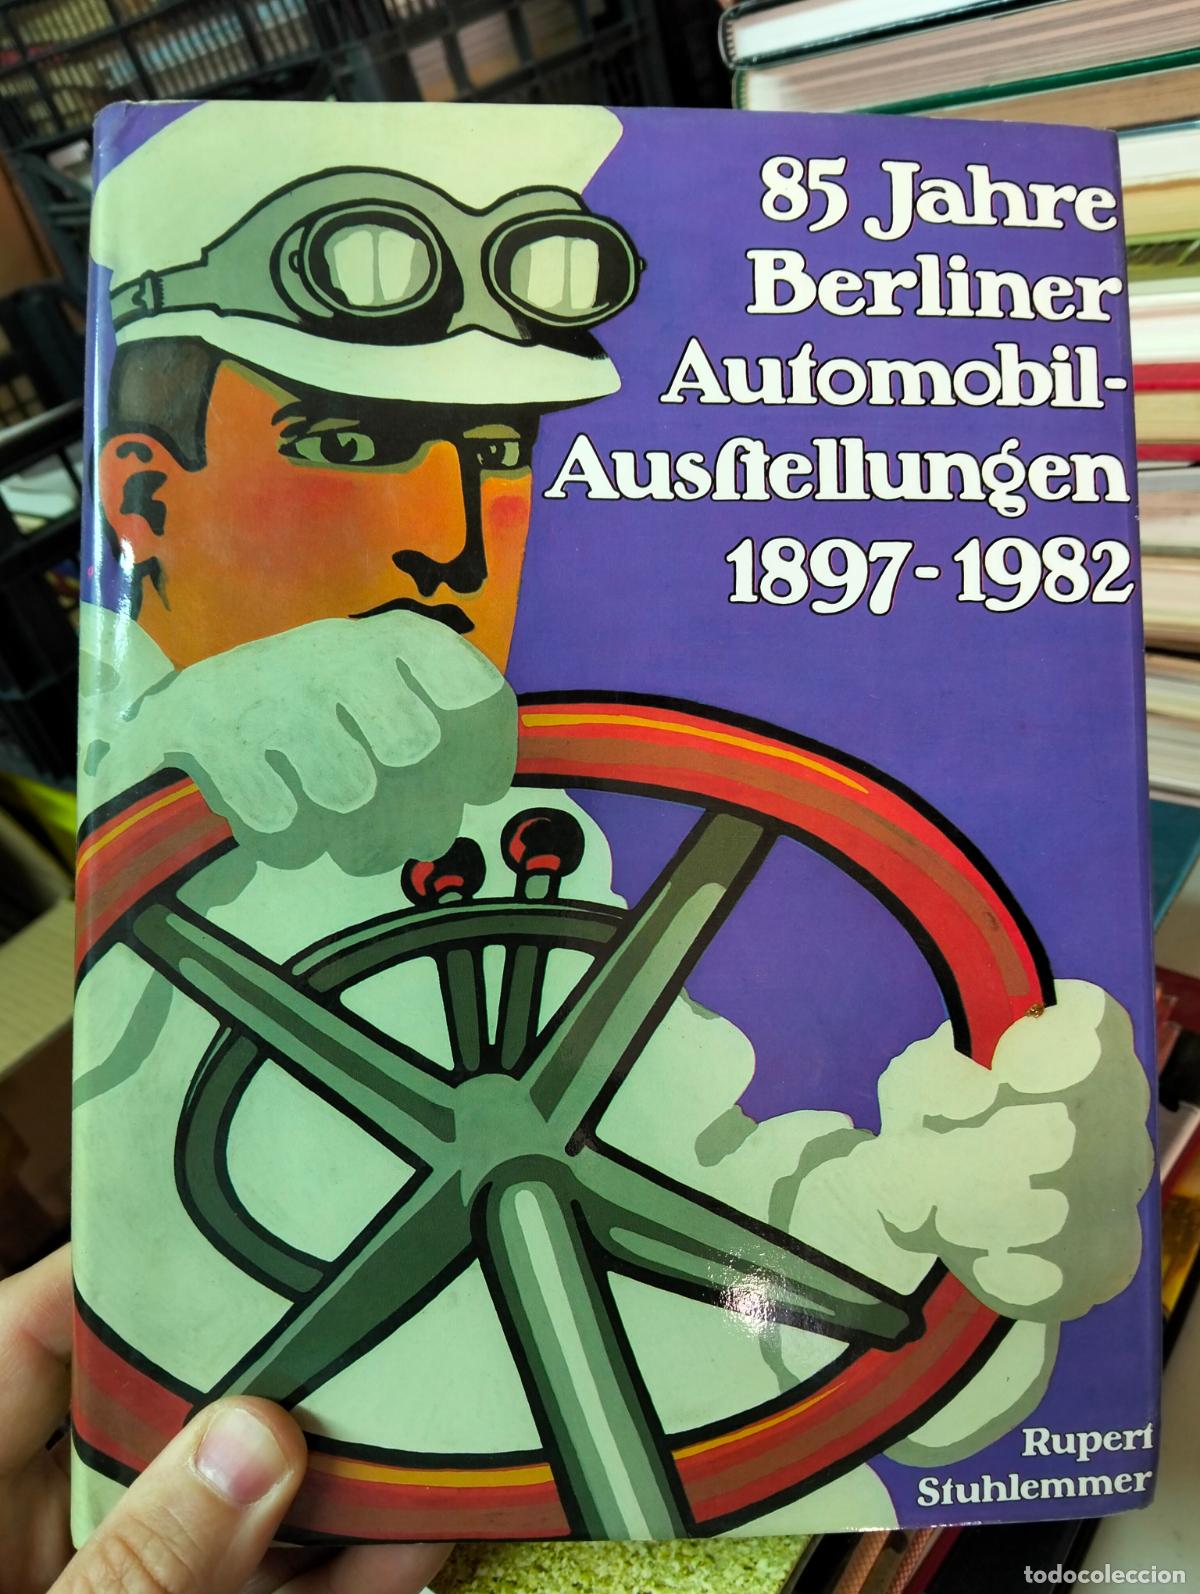 85 Jahre
Berliner
Automobil-
Ausstellungen
1897-1982
Rupert
Stuhlemmer
todocoleccion